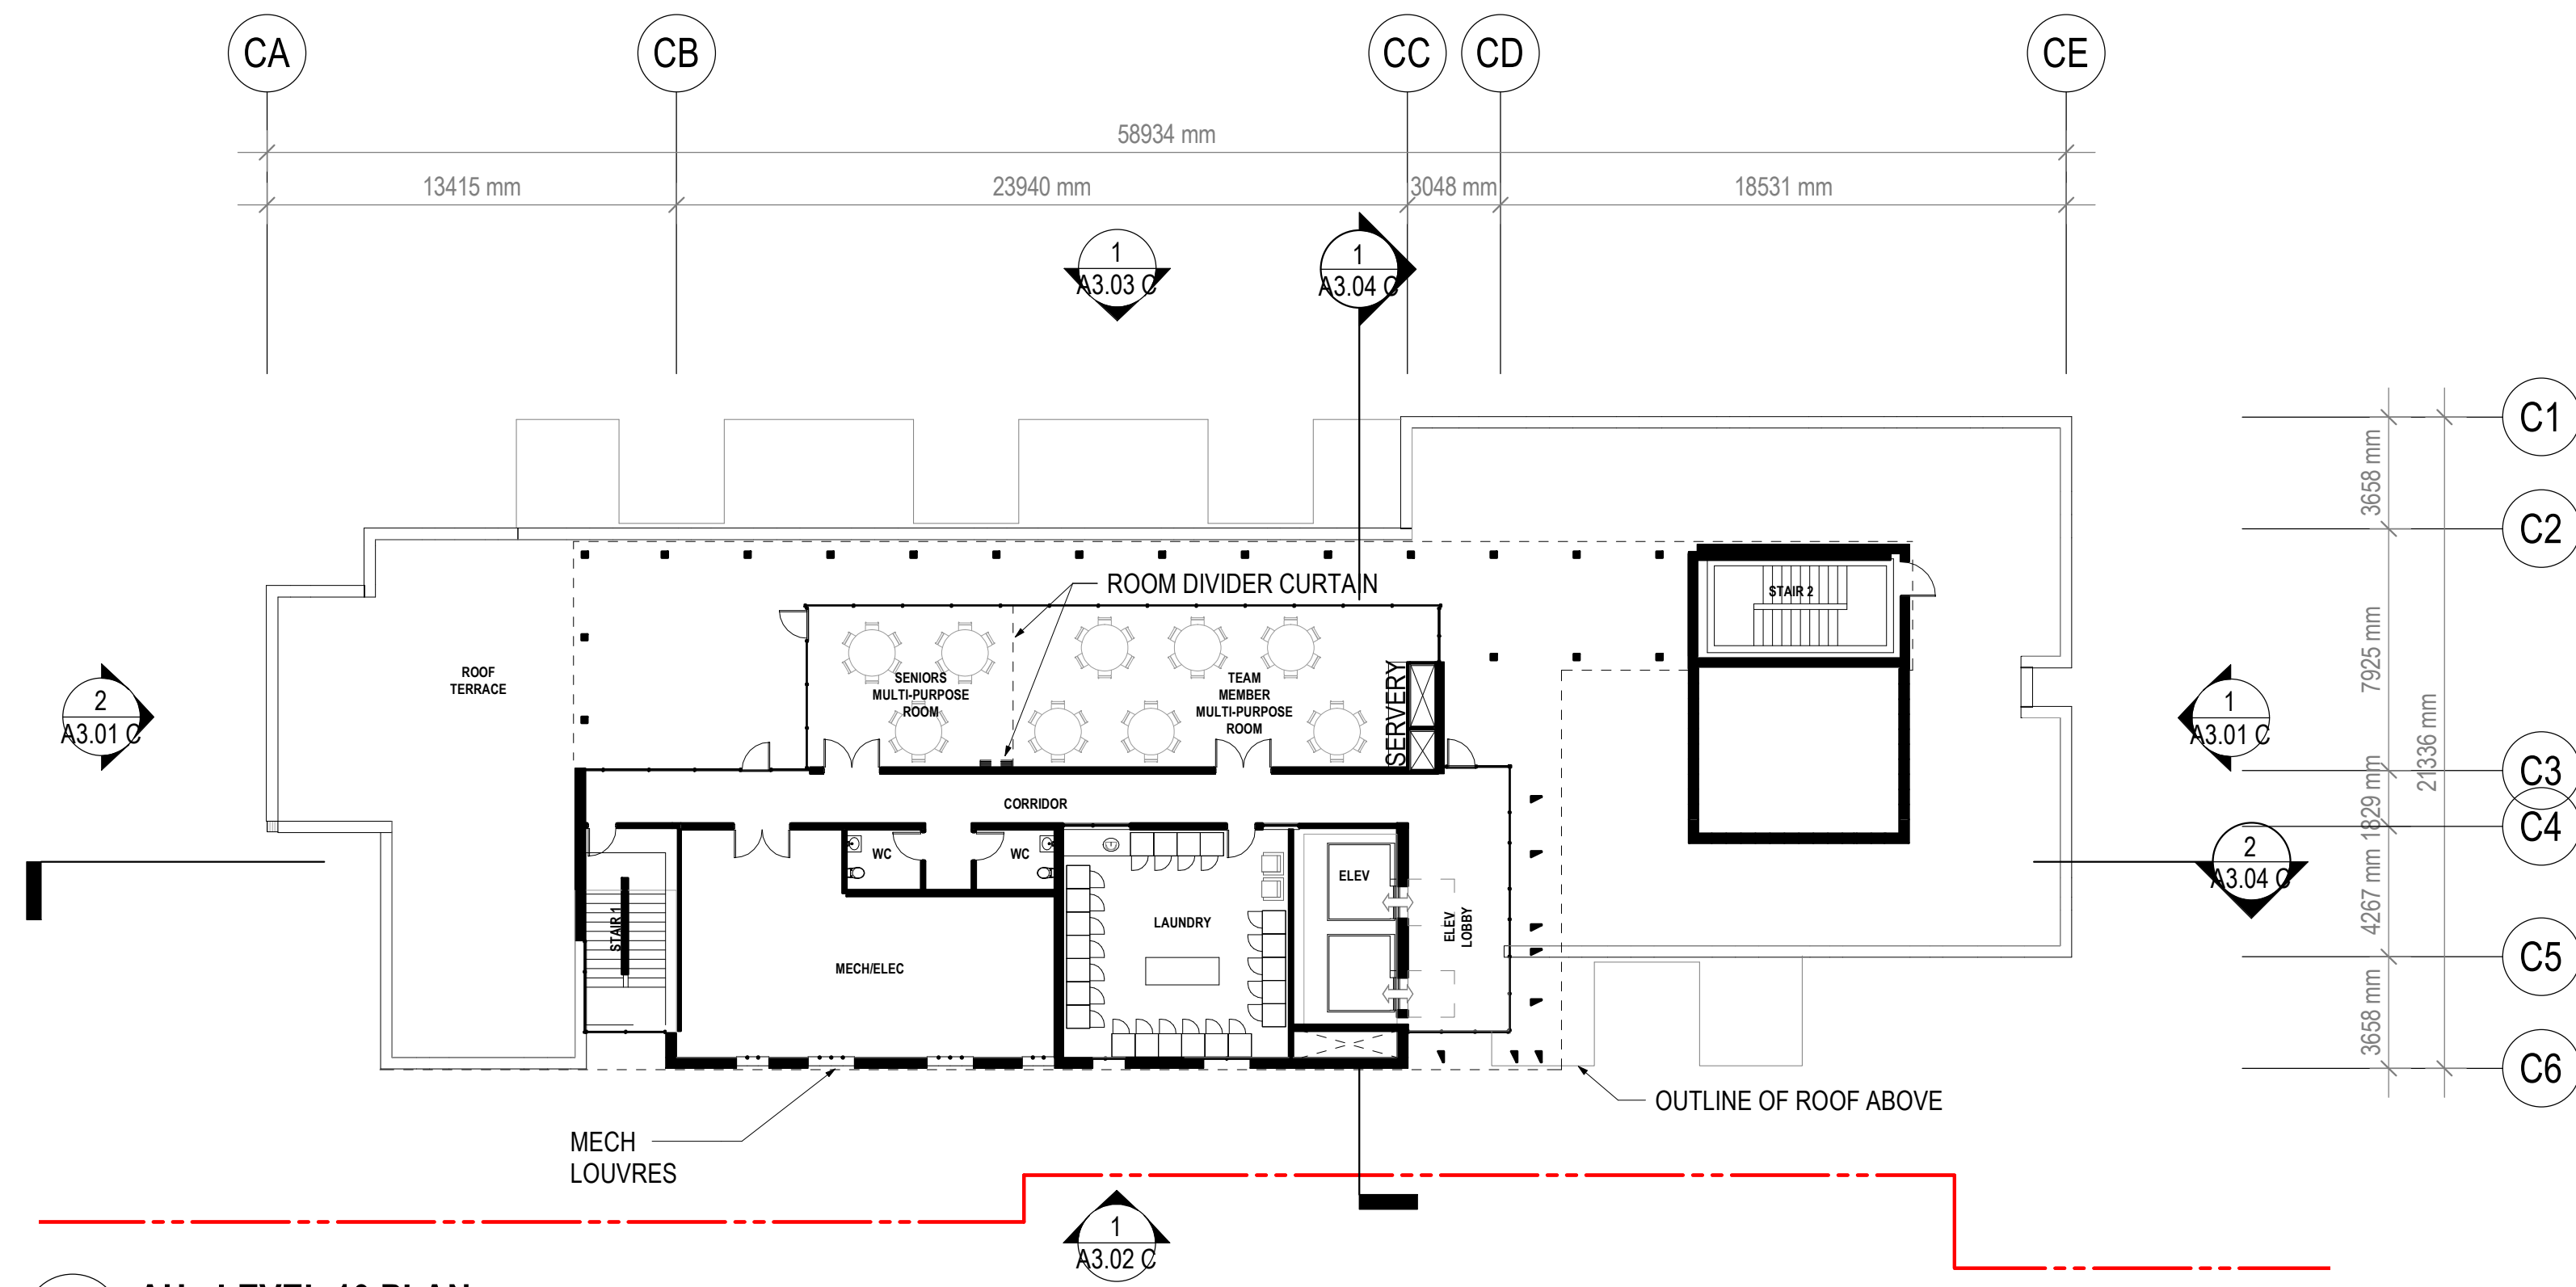 CA
CB
CC
CD
CE
58934 mm
13415 mm
23940 mm
3048 mm
18531 mm
1
A3.03 C
1
A3.04 C
C1
3658 mm
C2
ROOM DIVIDER CURTAIN
STAIR 2
7925 mm
ROOF
TERRACE
SENIORS
MULTI-PURPOSE
ROOM
TEAM
MEMBER
MULTI-PURPOSE
ROOM
SERVERY
2
A3.01 C
1
A3.01 C
21336 mm
C3
CORRIDOR
1829 mm
C4
WC
WC
ELEV
2
A3.04 C
4267 mm
STAIR 1
LAUNDRY
ELEV
LOBBY
MECH/ELEC
C5
3658 mm
C6
OUTLINE OF ROOF ABOVE
MECH
LOUVRES
1
A3.02 C